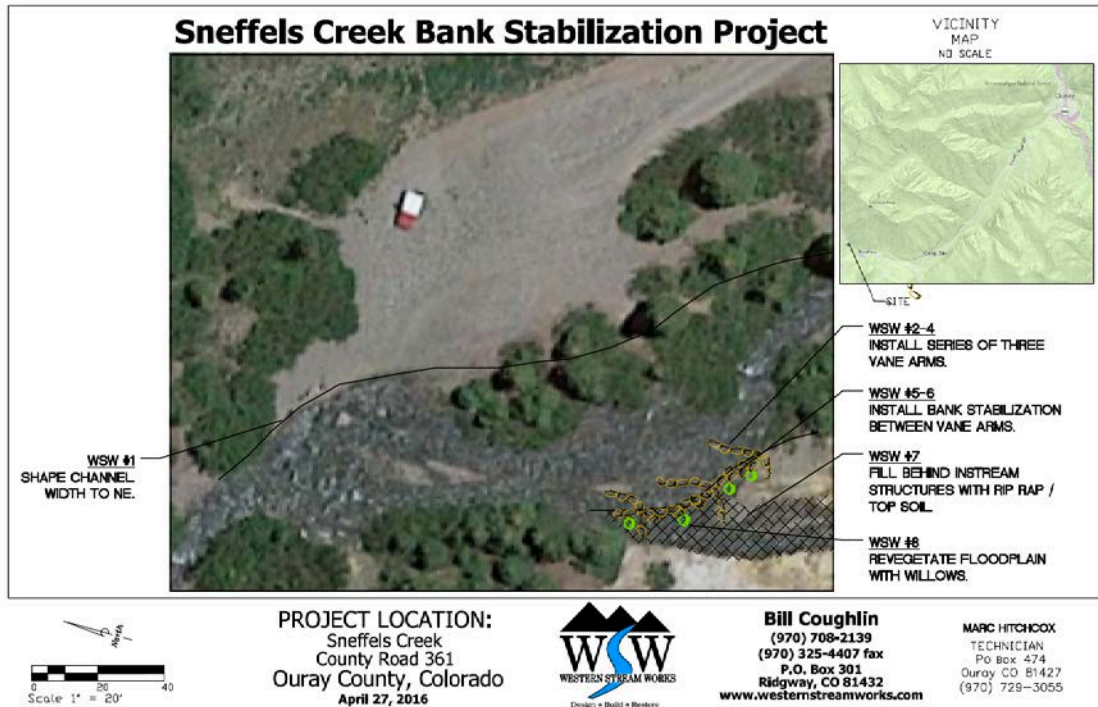 Sneffels Creek Bank Stabilization Project
VICINITY
MAP
NO SCALE
Ouray
SITE
WSW #2-4
INSTALL SERIES OF THREE
VANE ARMS.
WSW #5-6
INSTALL BANK STABILIZATION
BETWEEN VANE ARMS.
WSW #7
FILL BEHIND INSTREAM
STRUCTURES WITH RIP RAP /
TOP SOIL.
WSW #8
REVEGETATE FLOODPLAIN
WITH WILLOWS.
WSW #1
SHAPE CHANNEL
WIDTH TO NE.
North
0 20 40
Scale 1" = 20'
PROJECT LOCATION:
Sneffels Creek
County Road 361
Ouray County, Colorado
April 27, 2016
WSW
WESTERN STREAM WORKS
Design • Build • Restore
Bill Coughlin
(970) 708-2139
(970) 325-4407 fax
P.O. Box 301
Ridgway, CO 81432
www.westernstreamworks.com
MARC HITCHCOX
TECHNICIAN
Po Box 474
Ouray CO 81427
(970) 729-3055